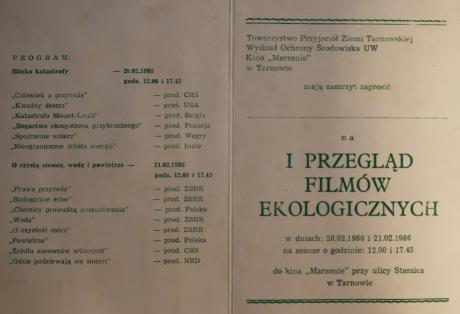 PROGRAM:
Blisko katastrofy — 20.02.1986
godz. 12.00 i 17.45
„Człowiek a przyroda" — prod. CRS
„Kwaśny deszcz" — prod. USA
„Katastrofa Mouet-Louis" — prod. Belgia
„Bogactwo ekosystemu przybrzeżnego" — prod. Francja
„Spojrzenie wstecz" — prod. Węgry
„Nieograniczone źródła energii" — prod. Indie
O czystą ziemię, wodę i powietrze — 21.02.1986
godz. 12.00 i 17.45
„Prawa przyrody" — prod. ZSRR
„Biologiczne echo" — prod. ZSRR
„Chemicy prowadzą poszukiwania" — prod. Polska
„Woda" — prod. ZSRR
„O czystość mórz" — prod. ZSRR
„Powietrze" — prod. Polska
„Źródła surowców wtórnych" — prod. CRS
„Gdzie podziewają się śmieci" — prod. NRD
Towarzystwo Przyjaciół Ziemi Tarnowskiej
Wydział Ochrony Środowiska UW
Kino „Marzenie"
w Tarnowie
mają zaszczyt zaprosić
na
I PRZEGLĄD
FILMÓW
EKOLOGICZNYCH
w dniach: 20.02.1986 i 21.02.1986
na seanse o godzinie: 12.00 i 17.45
do kina „Marzenie" przy ulicy Staszica
w Tarnowie